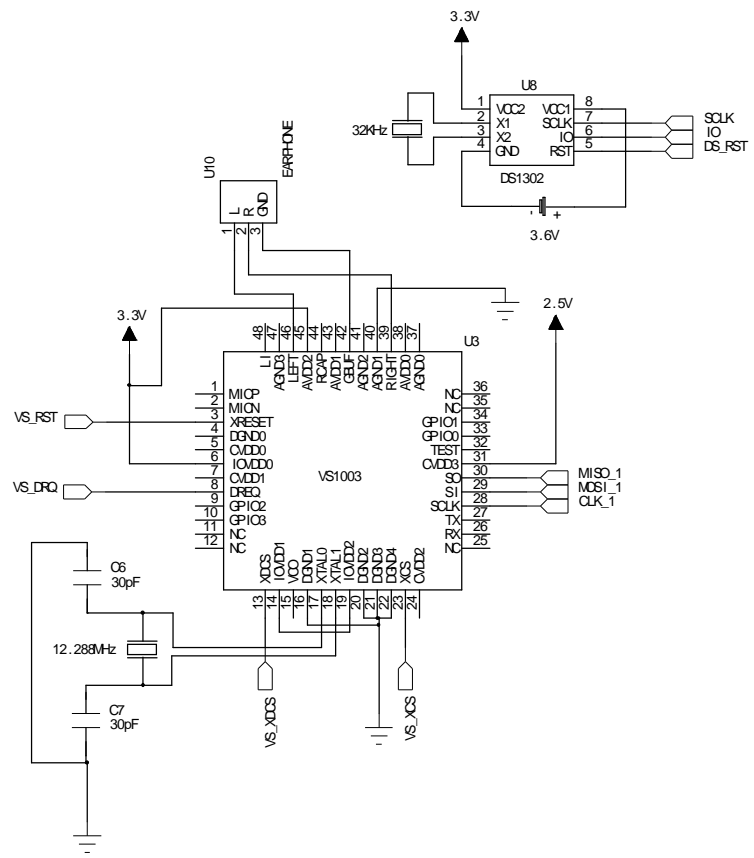 3.3V
U8
1 VCC2 VCC1 8
2 X1 SCLK 7
3 X2 IO 6
4 GND RST 5
32KHz
SCLK
IO
DS_RST
DS1302
- +
3.6V
U10
EARPHONE
L
R
GND
1
2
3
3.3V
2.5V
U3
48 47 46 45 44 43 42 41 40 39 38 37
LI AGND3 LEFT AVDD2 RCAP AVDD1 GBUF AGND2 AGND1 RIGHT AVDD0 AGND0
1 MICP NC 36
2 MICN NC 35
VS_RST 3 XRESET GPIO1 34
4 DGND0 GPIO0 33
5 CVDD0 TEST 32
6 IOVDD0 CVDD3 31
7 CVDD1 SO 30 MISO_1
VS_DRQ 8 DREQ SI 29 MOSI_1
9 GPIO2 SCLK 28 CLK_1
10 GPIO3 TX 27
11 NC RX 26
12 NC NC 25
VS1003
XDCS IOVDD1 VCO DGND1 XTAL0 XTAL1 IOVDD2 DGND2 DGND3 DGND4 XCS CVDD2
13 14 15 16 17 18 19 20 21 22 23 24
C6
30pF
12.288MHz
C7
30pF
VS_XDCS
VS_XCS